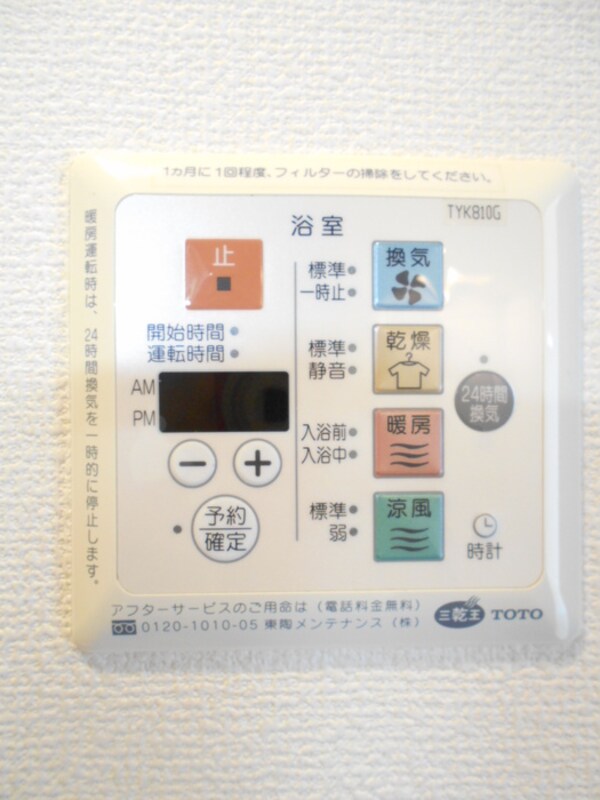 1カ月に1回程度、フィルターの掃除をしてください。
TYK810G
暖房運転時は、24時間換気を一時的に停止します。
浴室
止
開始時間
運転時間
AM
PM
− +
予約
確定
標準
一時止
換気
標準
静音
乾燥
入浴前
入浴中
暖房
標準
弱
涼風
24時間
換気
時計
アフターサービスのご用命は(電話料金無料)
0120-1010-05 東陶メンテナンス(株)
三乾王 TOTO